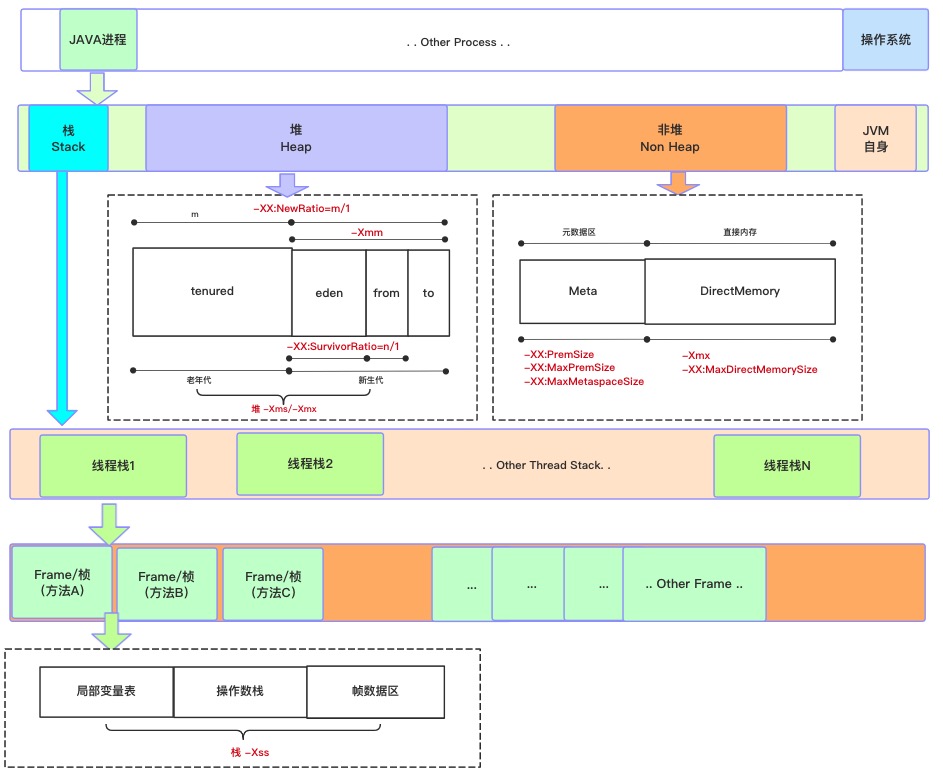 JAVA进程
. . Other Process . .
操作系统
栈
Stack
堆
Heap
非堆
Non Heap
JVM
自身
-XX:NewRatio=m/1
m
-Xmm
tenured
eden
from
to
-XX:SurvivorRatio=n/1
老年代
新生代
堆 -Xms/-Xmx
元数据区
直接内存
Meta
DirectMemory
-XX:PremSize
-XX:MaxPremSize
-XX:MaxMetaspaceSize
-Xmx
-XX:MaxDirectMemorySize
线程栈1
线程栈2
. . Other Thread Stack. .
线程栈N
Frame/桢
(方法A)
Frame/桢
(方法B)
Frame/桢
(方法C)
...
...
...
.. Other Frame ..
局部变量表
操作数栈
帧数据区
栈 -Xss